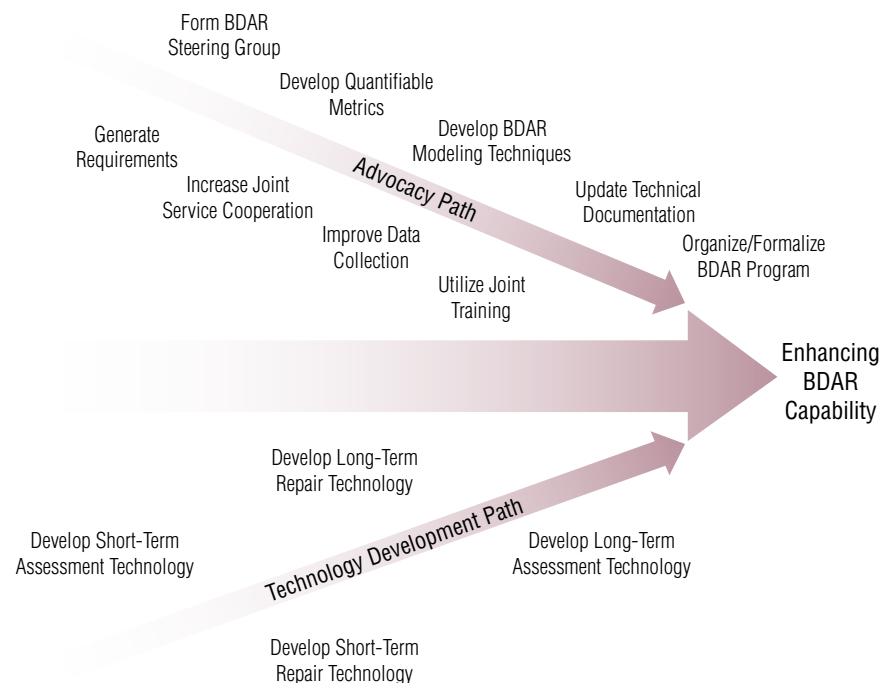 Form BDAR
Steering Group
Develop Quantifiable
Metrics
Develop BDAR
Modeling Techniques
Generate
Requirements
Increase Joint
Service Cooperation
Advocacy Path
Update Technical
Documentation
Improve Data
Collection
Organize/Formalize
BDAR Program
Utilize Joint
Training
Enhancing
BDAR
Capability
Develop Long-Term
Repair Technology
Develop Short-Term
Assessment Technology
Technology Development Path
Develop Long-Term
Assessment Technology
Develop Short-Term
Repair Technology